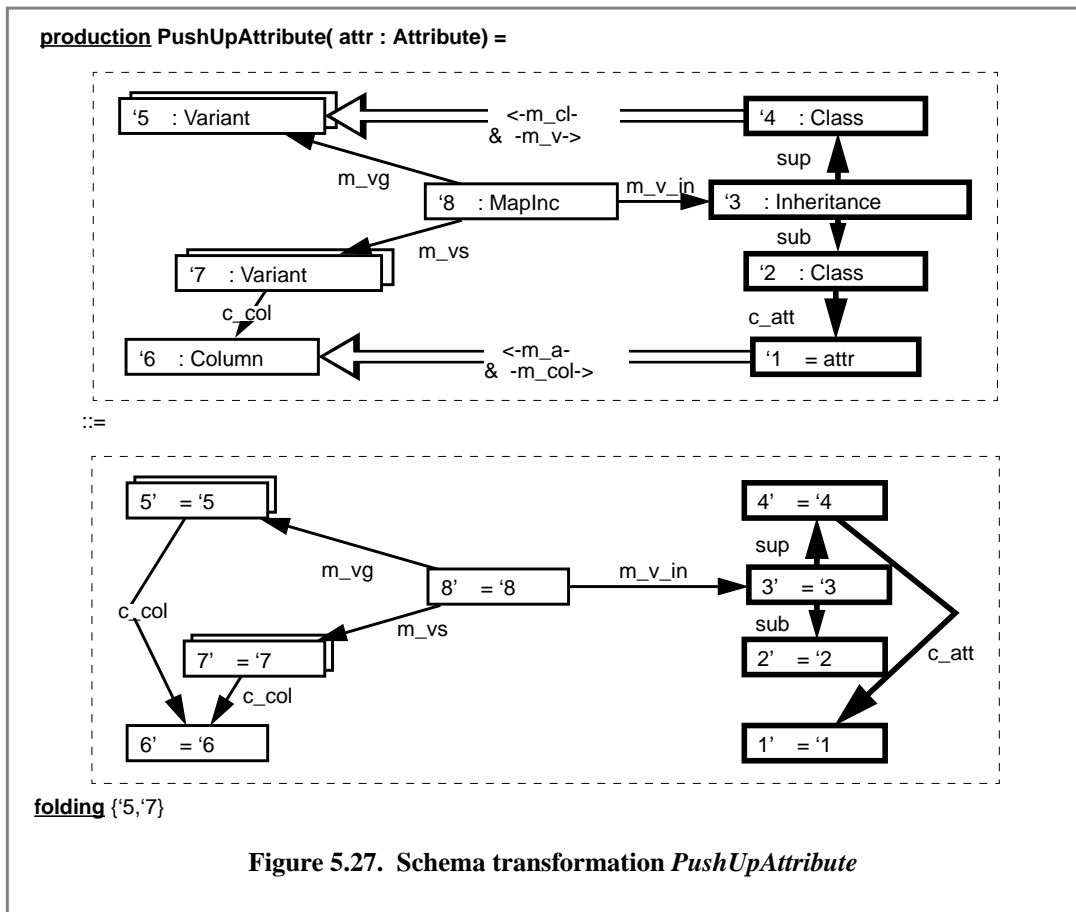 production PushUpAttribute( attr : Attribute) =
‘5 : Variant
<-m_cl-
& -m_v->
‘4 : Class
sup
m_vg
m_v_in
‘8 : MapInc
‘3 : Inheritance
sub
m_vs
‘7 : Variant
‘2 : Class
c_col
c_att
‘6 : Column
<-m_a-
& -m_col->
‘1 = attr
::=
5’ = ‘5
4’ = ‘4
sup
m_vg
m_v_in
8’ = ‘8
3’ = ‘3
c_col
m_vs
sub
7’ = ‘7
2’ = ‘2
c_att
c_col
6’ = ‘6
1’ = ‘1
folding {‘5,‘7}
Figure 5.27. Schema transformation PushUpAttribute